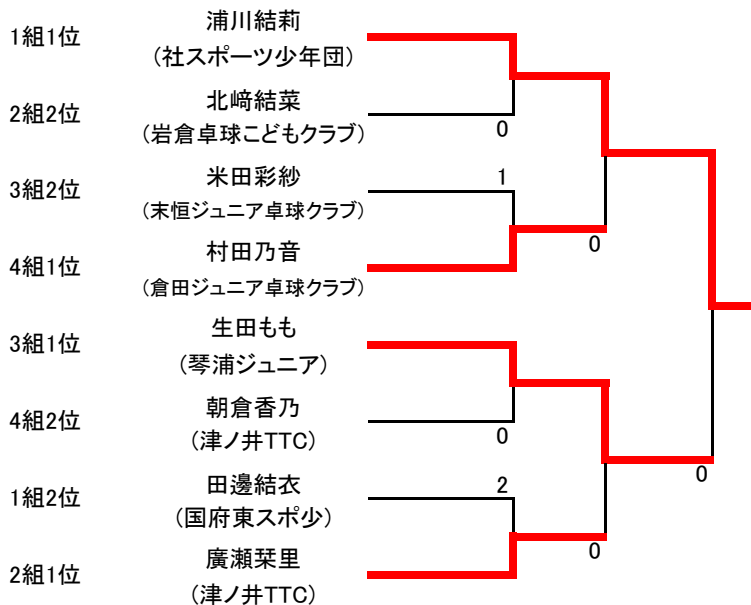 1組1位 浦川結莉
(社スポーツ少年団)
2組2位 北﨑結菜
(岩倉卓球こどもクラブ)
0
米田彩紗 1
3組2位
(末恒ジュニア卓球クラブ)
0
4組1位 村田乃音
(倉田ジュニア卓球クラブ)
3組1位 生田もも
(琴浦ジュニア)
4組2位 朝倉香乃
(津ノ井TTC) 0
0
1組2位 田邊結衣 2
(国府東スポ少)
0
2組1位 廣瀬栞里
(津ノ井TTC)